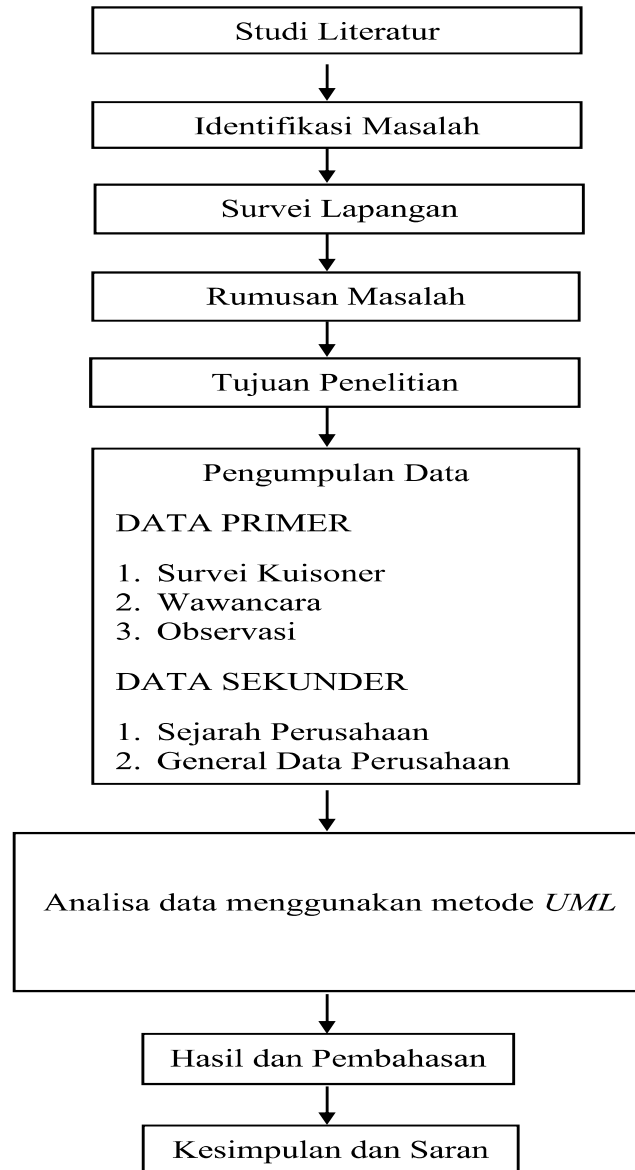 Studi Literatur
Identifikasi Masalah
Survei Lapangan
Rumusan Masalah
Tujuan Penelitian
Pengumpulan Data
DATA PRIMER
1. Survei Kuisoner
2. Wawancara
3. Observasi
DATA SEKUNDER
1. Sejarah Perusahaan
2. General Data Perusahaan
Analisa data menggunakan metode UML
Hasil dan Pembahasan
Kesimpulan dan Saran